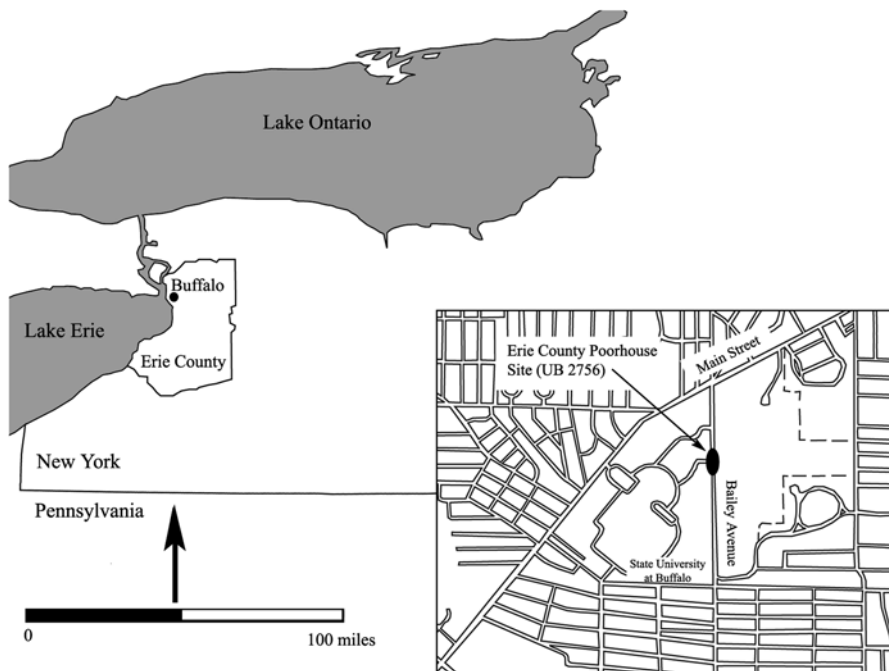 Lake Ontario
Buffalo
Lake Erie
Erie County
New York
Pennsylvania
0
100 miles
Erie County Poorhouse
Site (UB 2756)
Main Street
Bailey Avenue
State University
at Buffalo